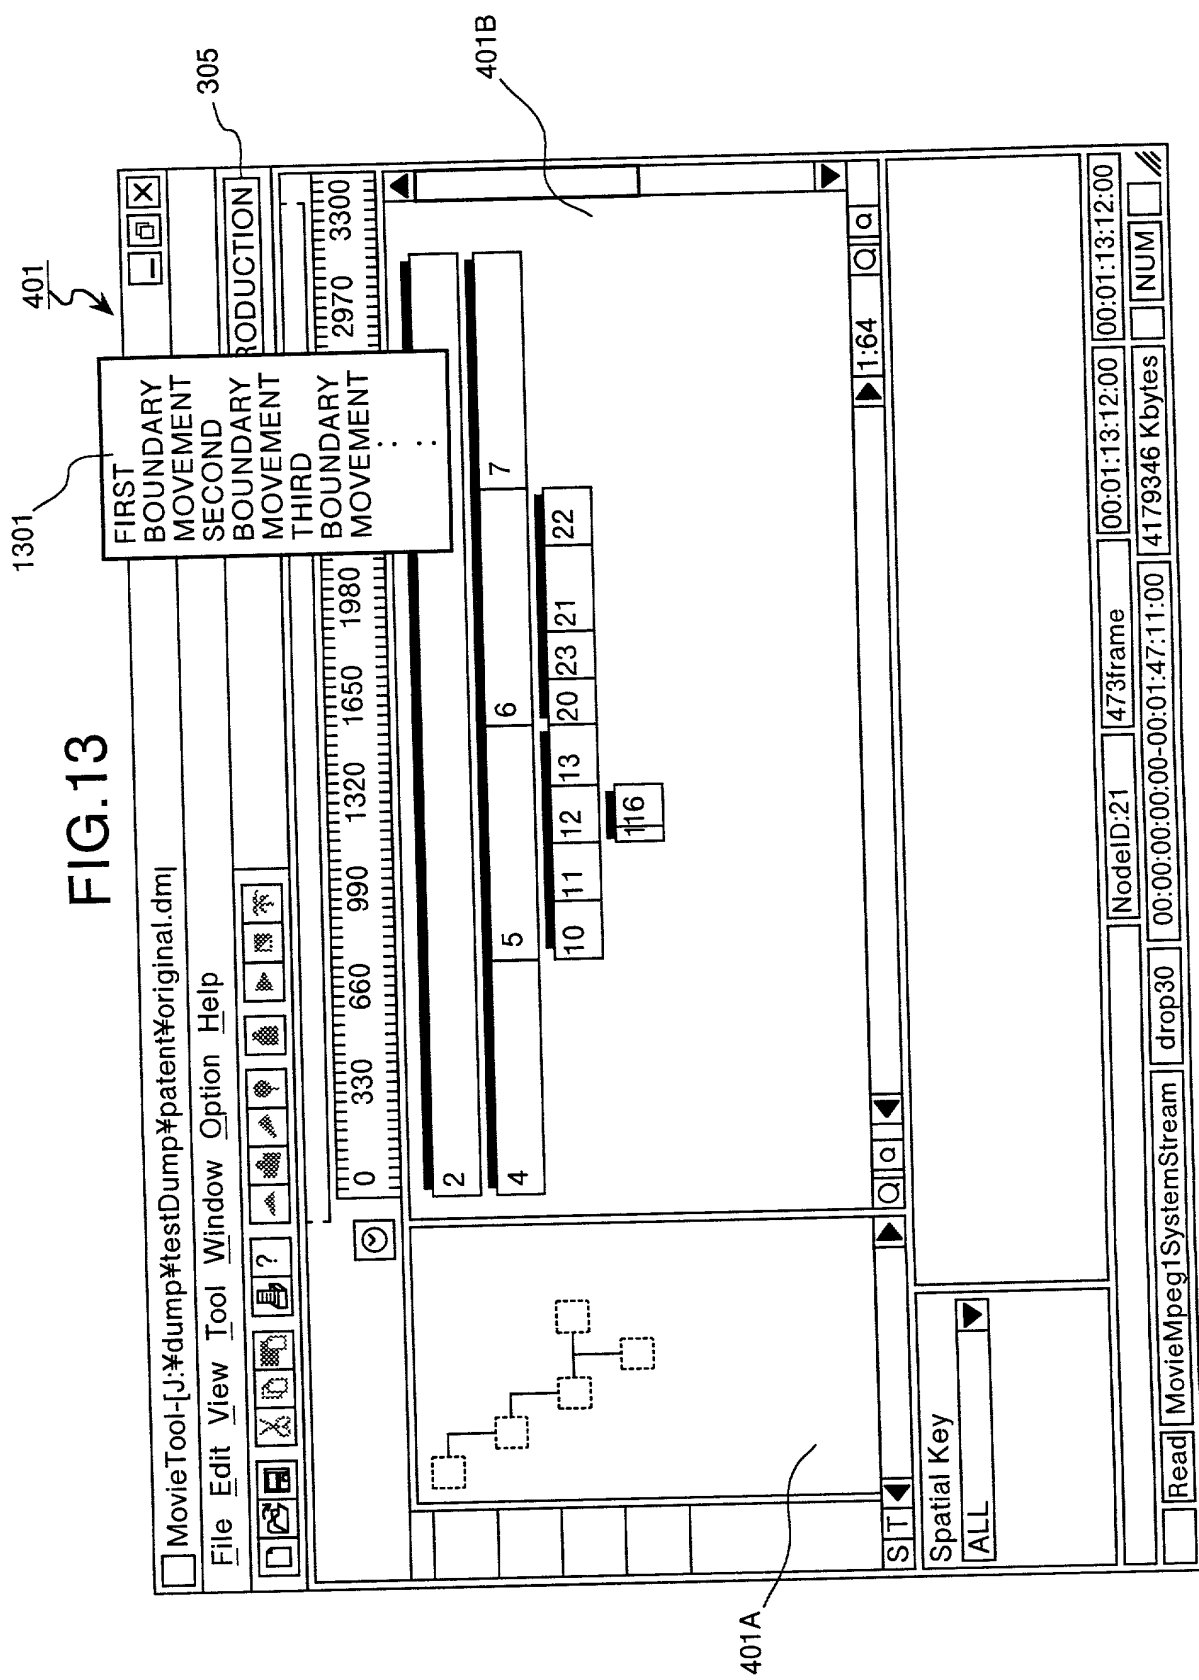 FIG.13
401
1301
305
MovieTool-[J:¥dump¥testDump¥patent¥original.dm|
File Edit View Tool Window Option Help
?
RODUCTION
FIRST
BOUNDARY
MOVEMENT
SECOND
BOUNDARY
MOVEMENT
THIRD
BOUNDARY
MOVEMENT
0 330 660 990 1320 1650 1980 2970 3300
2
4 5 6 7
10 11 12 13 20 23 21 22
116
401B
S T
Q Q 1:64 Q Q
Spatial Key
ALL
401A
NodeID:21 473frame 00:01:13:12:00 00:01:13:12:00
Read MovieMpeg1SystemStream drop30 00:00:00:00:00-00:01:47:11:00 4179346 Kbytes NUM